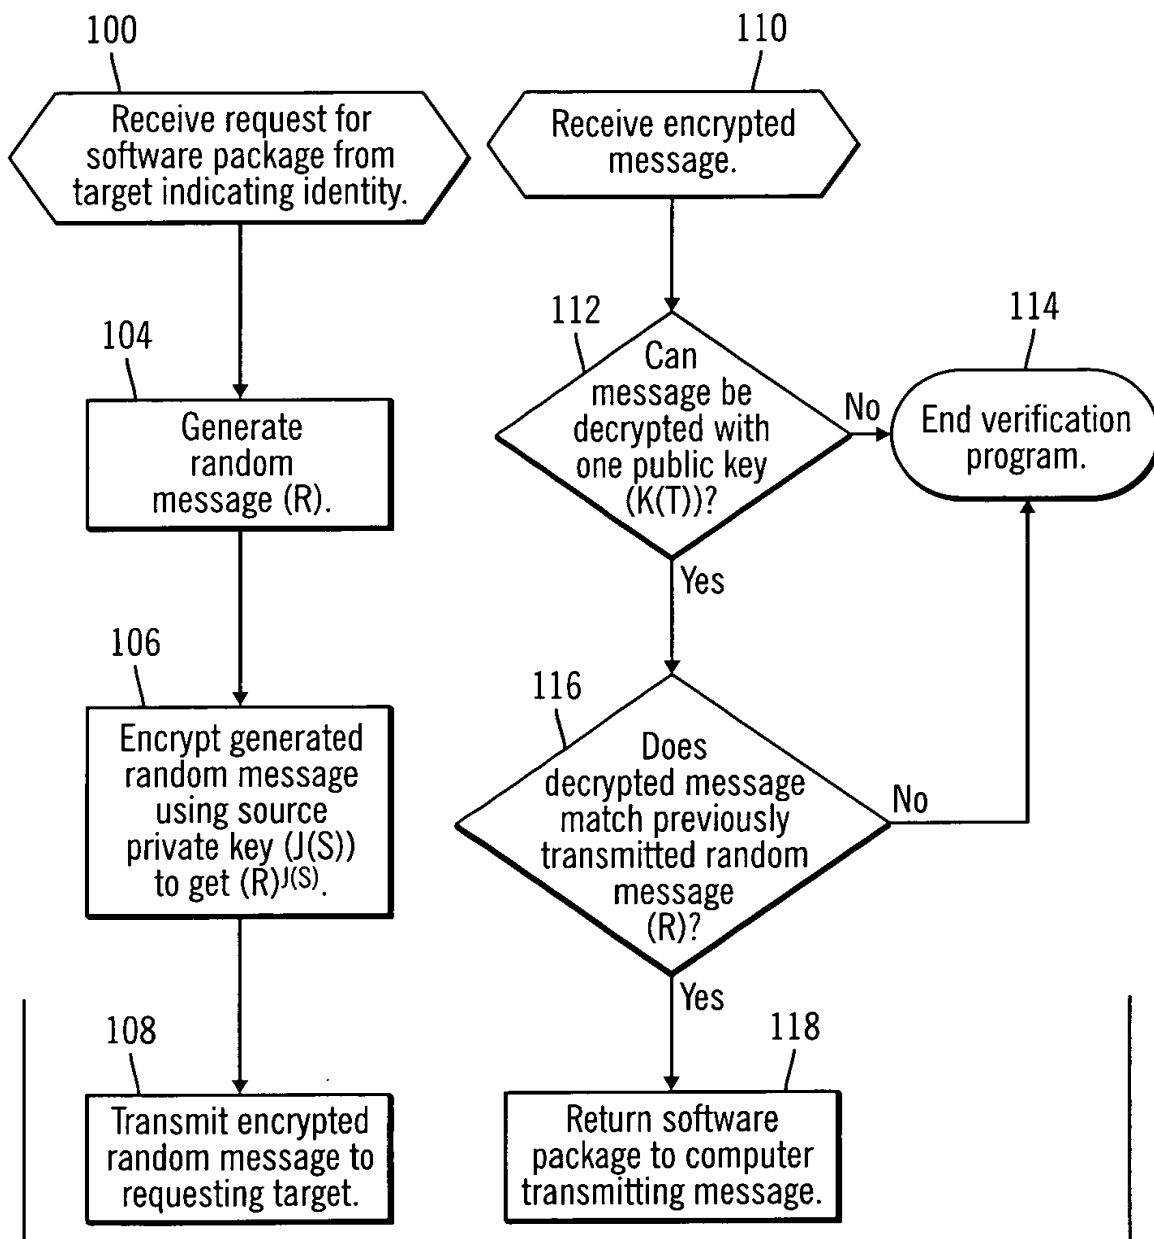 100
Receive request for
software package from
target indicating identity.
104
Generate
random
message (R).
106
Encrypt generated
random message
using source
private key (J(S))
to get (R)J(S).
108
Transmit encrypted
random message to
requesting target.
110
Receive encrypted
message.
112
Can
message be
decrypted with
one public key
(K(T))?
No
114
End verification
program.
Yes
116
Does
decrypted message
match previously
transmitted random
message
(R)?
No
Yes
118
Return software
package to computer
transmitting message.